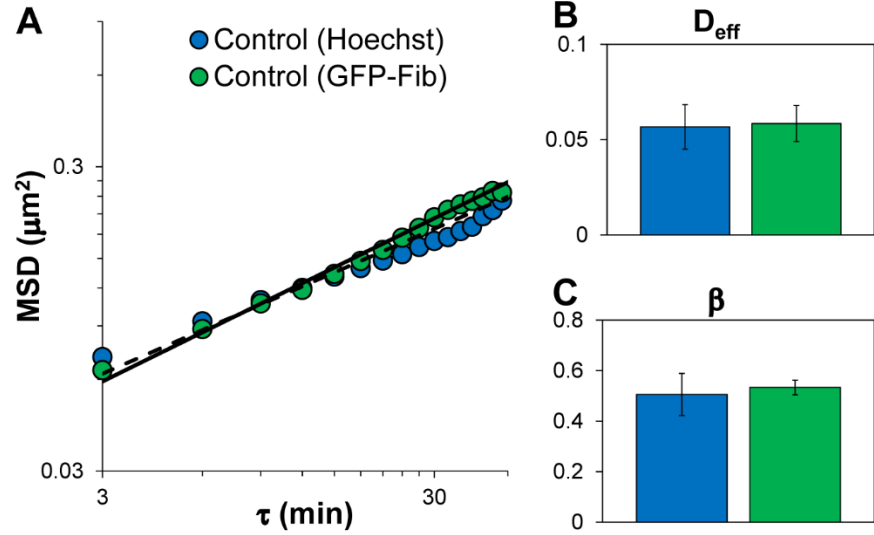 A
Control (Hoechst)
Control (GFP-Fib)
MSD (μm²)
0.3
0.03
3
30
τ (min)
B
D_eff
0.1
0.05
0
C
β
0.8
0.6
0.4
0.2
0